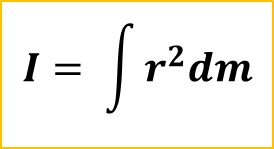 I = ∫ r²dm